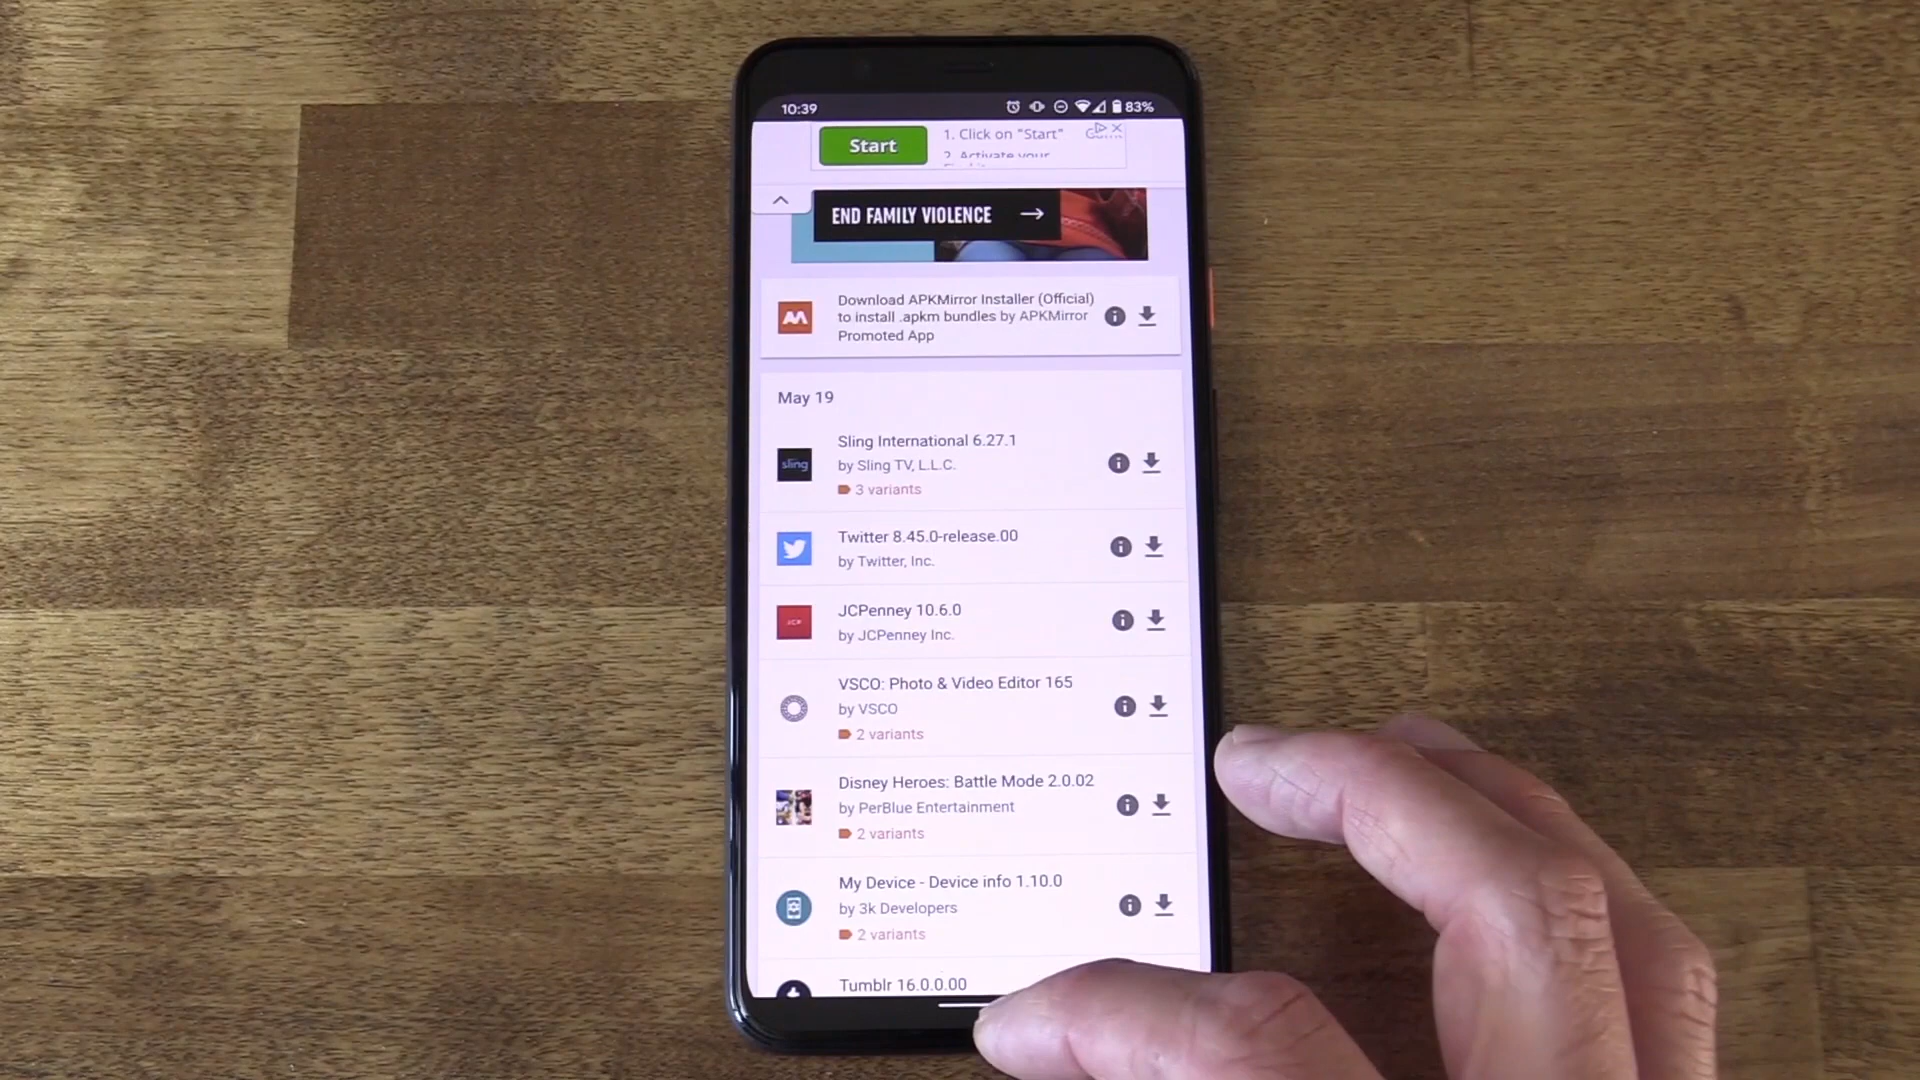 10:39
83%
Start
1. Click on "Start"
2. Activate your
END FAMILY VIOLENCE →
Download APKMirror Installer (Official)
to install .apkm bundles by APKMirror
Promoted App
May 19
Sling International 6.27.1
sling
by Sling TV, L.L.C.
3 variants
Twitter 8.45.0-release.00
by Twitter, Inc.
JCPenney 10.6.0
JCP
by JCPenney Inc.
VSCO: Photo & Video Editor 165
by VSCO
2 variants
Disney Heroes: Battle Mode 2.0.02
by PerBlue Entertainment
2 variants
My Device - Device info 1.10.0
by 3k Developers
2 variants
Tumblr 16.0.0.00